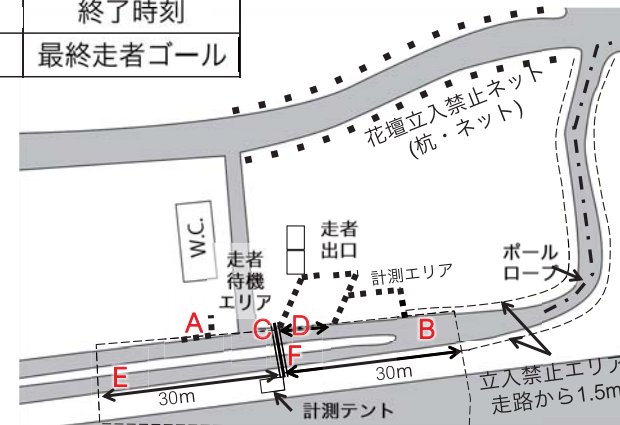 終了時刻
最終走者ゴール
花壇立入禁止ネット
(杭・ネット)
W.C.
走者
出口
走者
待機
エリア
計測エリア
ポール
ロープ
A
C
D
B
F
E
30m
30m
計測テント
立入禁止エリア
走路から1.5m